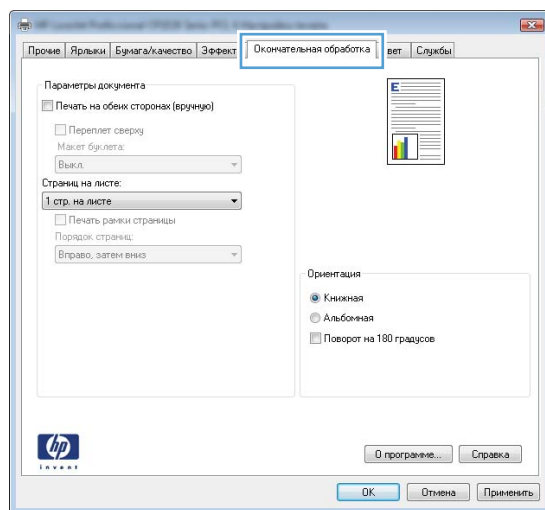 Прочие Ярлыки Бумага/качество Эффект Окончательная обработка вет Службы
Параметры документа
Печать на обеих сторонах (вручную)
Переплет сверху
Макет буклета:
Выкл.
Страниц на листе:
1 стр. на листе
Печать рамки страницы
Порядок страниц:
Вправо, затем вниз
E
Ориентация
Книжная
Альбомная
Поворот на 180 градусов
hp
invent
О программе... Справка
OK Отмена Применить